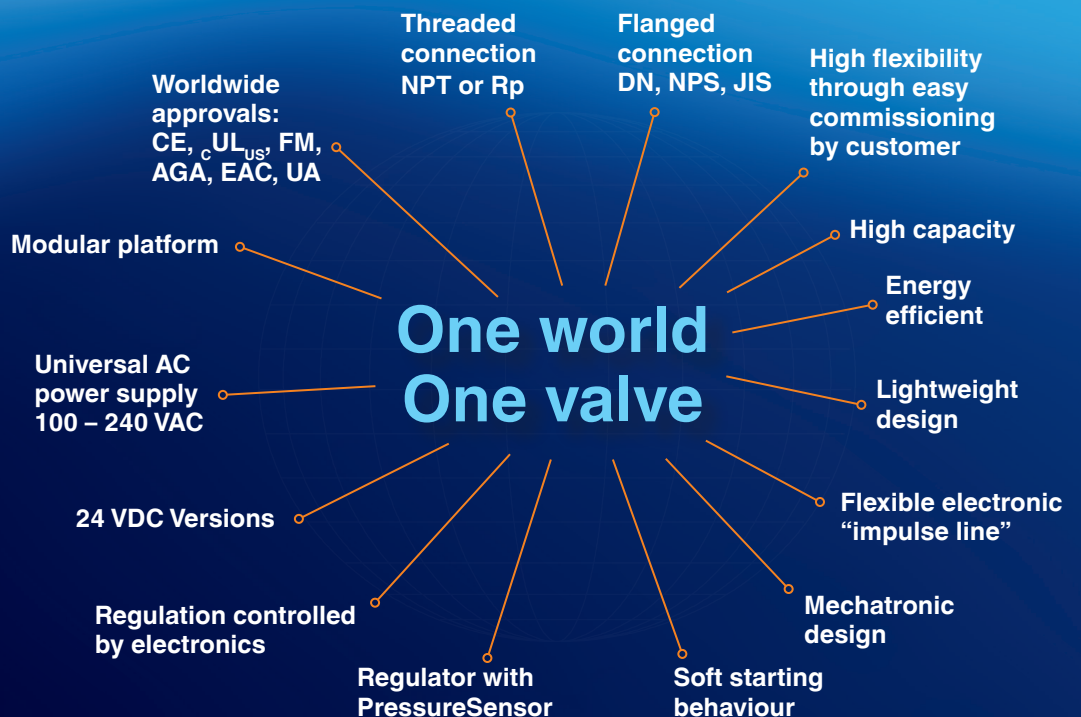 Threaded
connection
NPT or Rp
Flanged
connection
DN, NPS, JIS
High flexibility
through easy
commissioning
by customer
Worldwide
approvals:
CE, cULus, FM,
AGA, EAC, UA
High capacity
Modular platform
Energy
efficient
One world
One valve
Universal AC
power supply
100 – 240 VAC
Lightweight
design
24 VDC Versions
Flexible electronic
“impulse line”
Regulation controlled
by electronics
Mechatronic
design
Regulator with
PressureSensor
Soft starting
behaviour